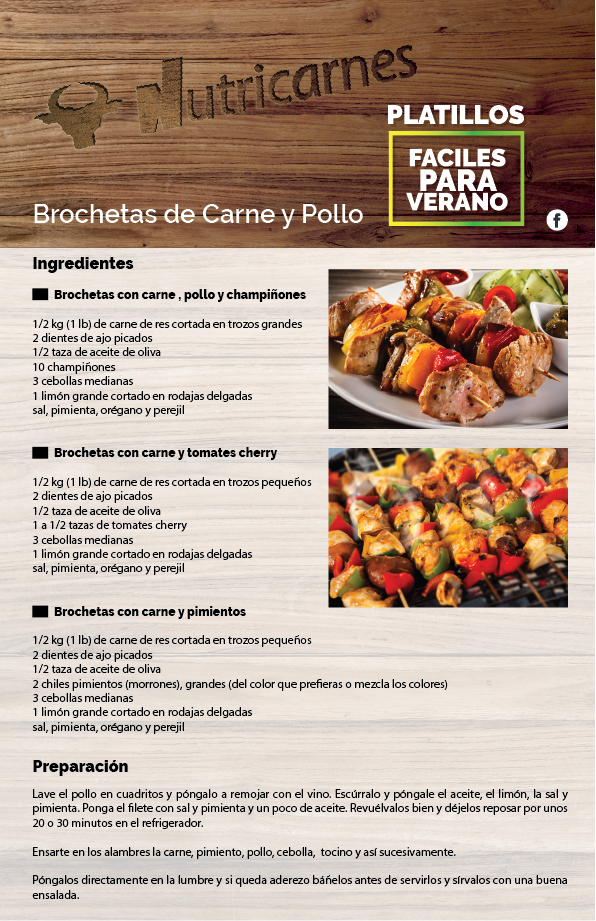 Nutricarnes
PLATILLOS
FACILES
PARA
VERANO
Brochetas de Carne y Pollo
f
Ingredientes
Brochetas con carne , pollo y champiñones
1/2 kg (1 lb) de carne de res cortada en trozos grandes
2 dientes de ajo picados
1/2 taza de aceite de oliva
10 champiñones
3 cebollas medianas
1 limón grande cortado en rodajas delgadas
sal, pimienta, orégano y perejil
Brochetas con carne y tomates cherry
1/2 kg (1 lb) de carne de res cortada en trozos pequeños
2 dientes de ajo picados
1/2 taza de aceite de oliva
1 a 1/2 tazas de tomates cherry
3 cebollas medianas
1 limón grande cortado en rodajas delgadas
sal, pimienta, orégano y perejil
Brochetas con carne y pimientos
1/2 kg (1 lb) de carne de res cortada en trozos pequeños
2 dientes de ajo picados
1/2 taza de aceite de oliva
2 chiles pimientos (morrones), grandes (del color que prefieras o mezcla los colores)
3 cebollas medianas
1 limón grande cortado en rodajas delgadas
sal, pimienta, orégano y perejil
Preparación
Lave el pollo en cuadritos y póngalo a remojar con el vino. Escúrralo y póngale el aceite, el limón, la sal y
pimienta. Ponga el filete con sal y pimienta y un poco de aceite. Revuélvalos bien y déjelos reposar por unos
20 o 30 minutos en el refrigerador.
Ensarte en los alambres la carne, pimiento, pollo, cebolla, tocino y así sucesivamente.
Póngalos directamente en la lumbre y si queda aderezo báñelos antes de servirlos y sírvalos con una buena
ensalada.